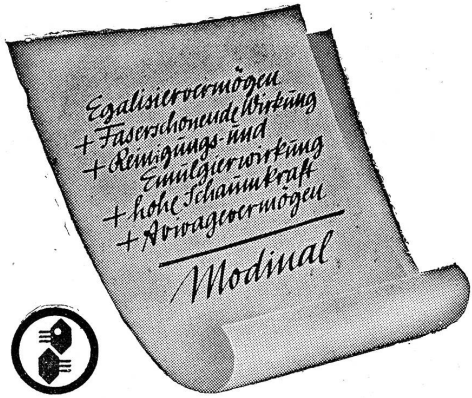 Egalisiervermögen
+ Faserschonende Wirkung
+ Reinigungs- und
Emulgierwirkung
+ hohe Schaumkraft
+ Avivagevermögen
Modinal